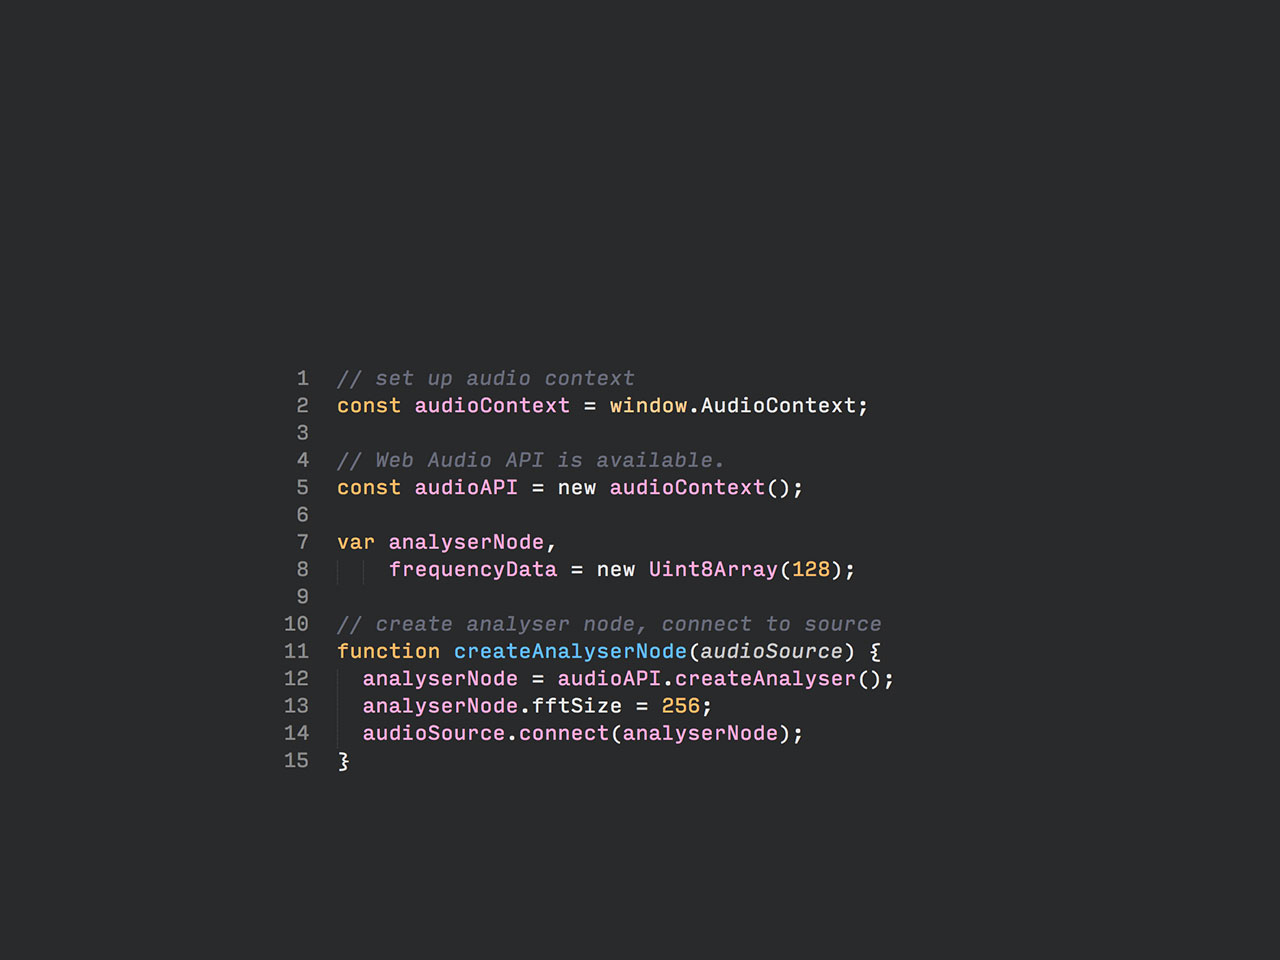 1 // set up audio context
2 const audioContext = window.AudioContext;
3
4 // Web Audio API is available.
5 const audioAPI = new audioContext();
6
7 var analyserNode,
8     frequencyData = new Uint8Array(128);
9
10 // create analyser node, connect to source
11 function createAnalyserNode(audioSource) {
12   analyserNode = audioAPI.createAnalyser();
13   analyserNode.fftSize = 256;
14   audioSource.connect(analyserNode);
15 }